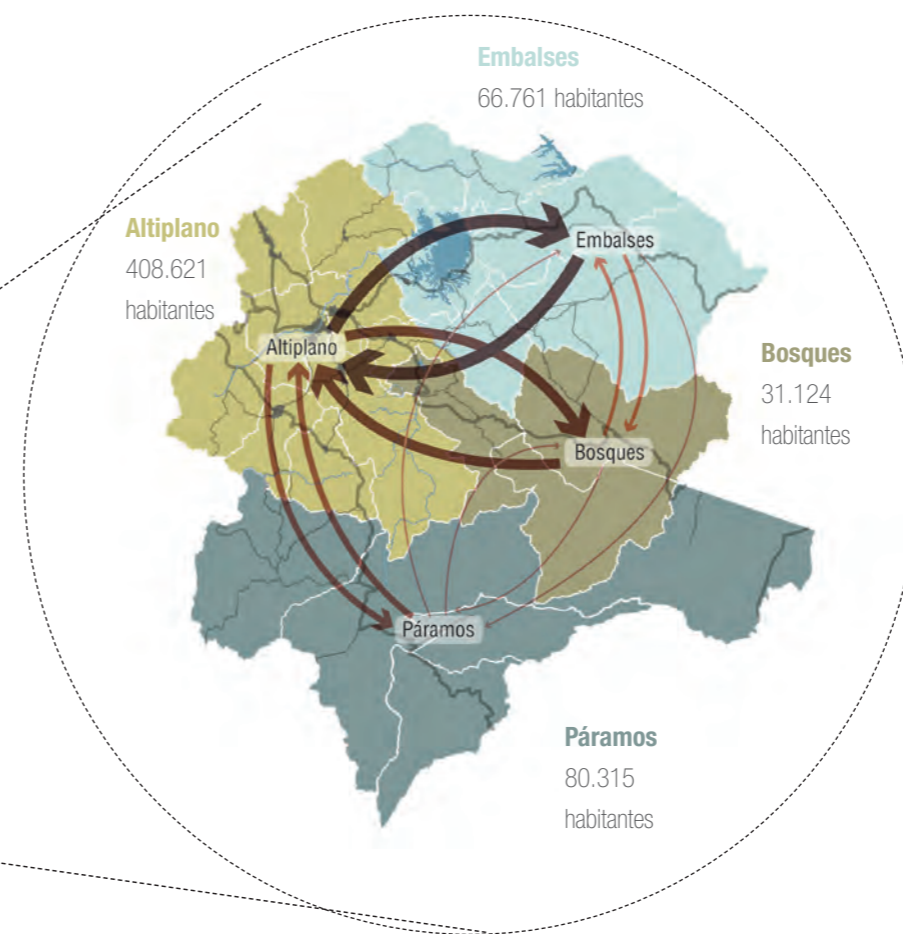 Embalses
66.761 habitantes
Altiplano
408.621
habitantes
Embalses
Altiplano
Bosques
31.124
habitantes
Bosques
Páramos
Páramos
80.315
habitantes